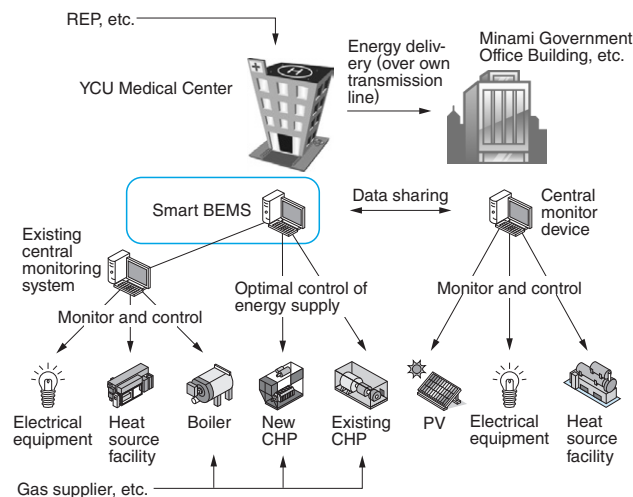 REP, etc.
YCU Medical Center
Energy deliv-
ery (over own
transmission
line)
Minami Government
Office Building, etc.
H
Smart BEMS
Data sharing
Central
monitor
device
Existing
central
monitoring
system
Monitor and control
Optimal control of
energy supply
Monitor and control
Electrical
equipment
Heat
source
facility
Boiler
New
CHP
Existing
CHP
PV
Electrical
equipment
Heat
source
facility
Gas supplier, etc.